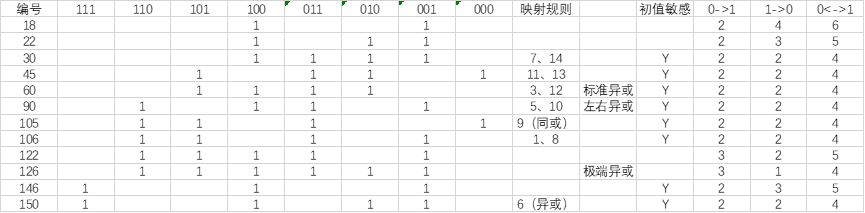 编号 111 110 101 100 011 010 001 000 映射规则 初值敏感 0->1 1->0 0<->1
18 1 1 2 4 6
22 1 1 1 2 3 5
30 1 1 1 1 7、14 Y 2 2 4
45 1 1 1 1 11、13 Y 2 2 4
60 1 1 1 1 3、12 标准异或 Y 2 2 4
90 1 1 1 1 5、10 左右异或 Y 2 2 4
105 1 1 1 1 9（同或） Y 2 2 4
106 1 1 1 1 1、8 Y 2 2 4
122 1 1 1 1 1 3 2 5
126 1 1 1 1 1 1 极端异或 3 1 4
146 1 1 1 Y 2 3 5
150 1 1 1 1 6（异或） Y 2 2 4